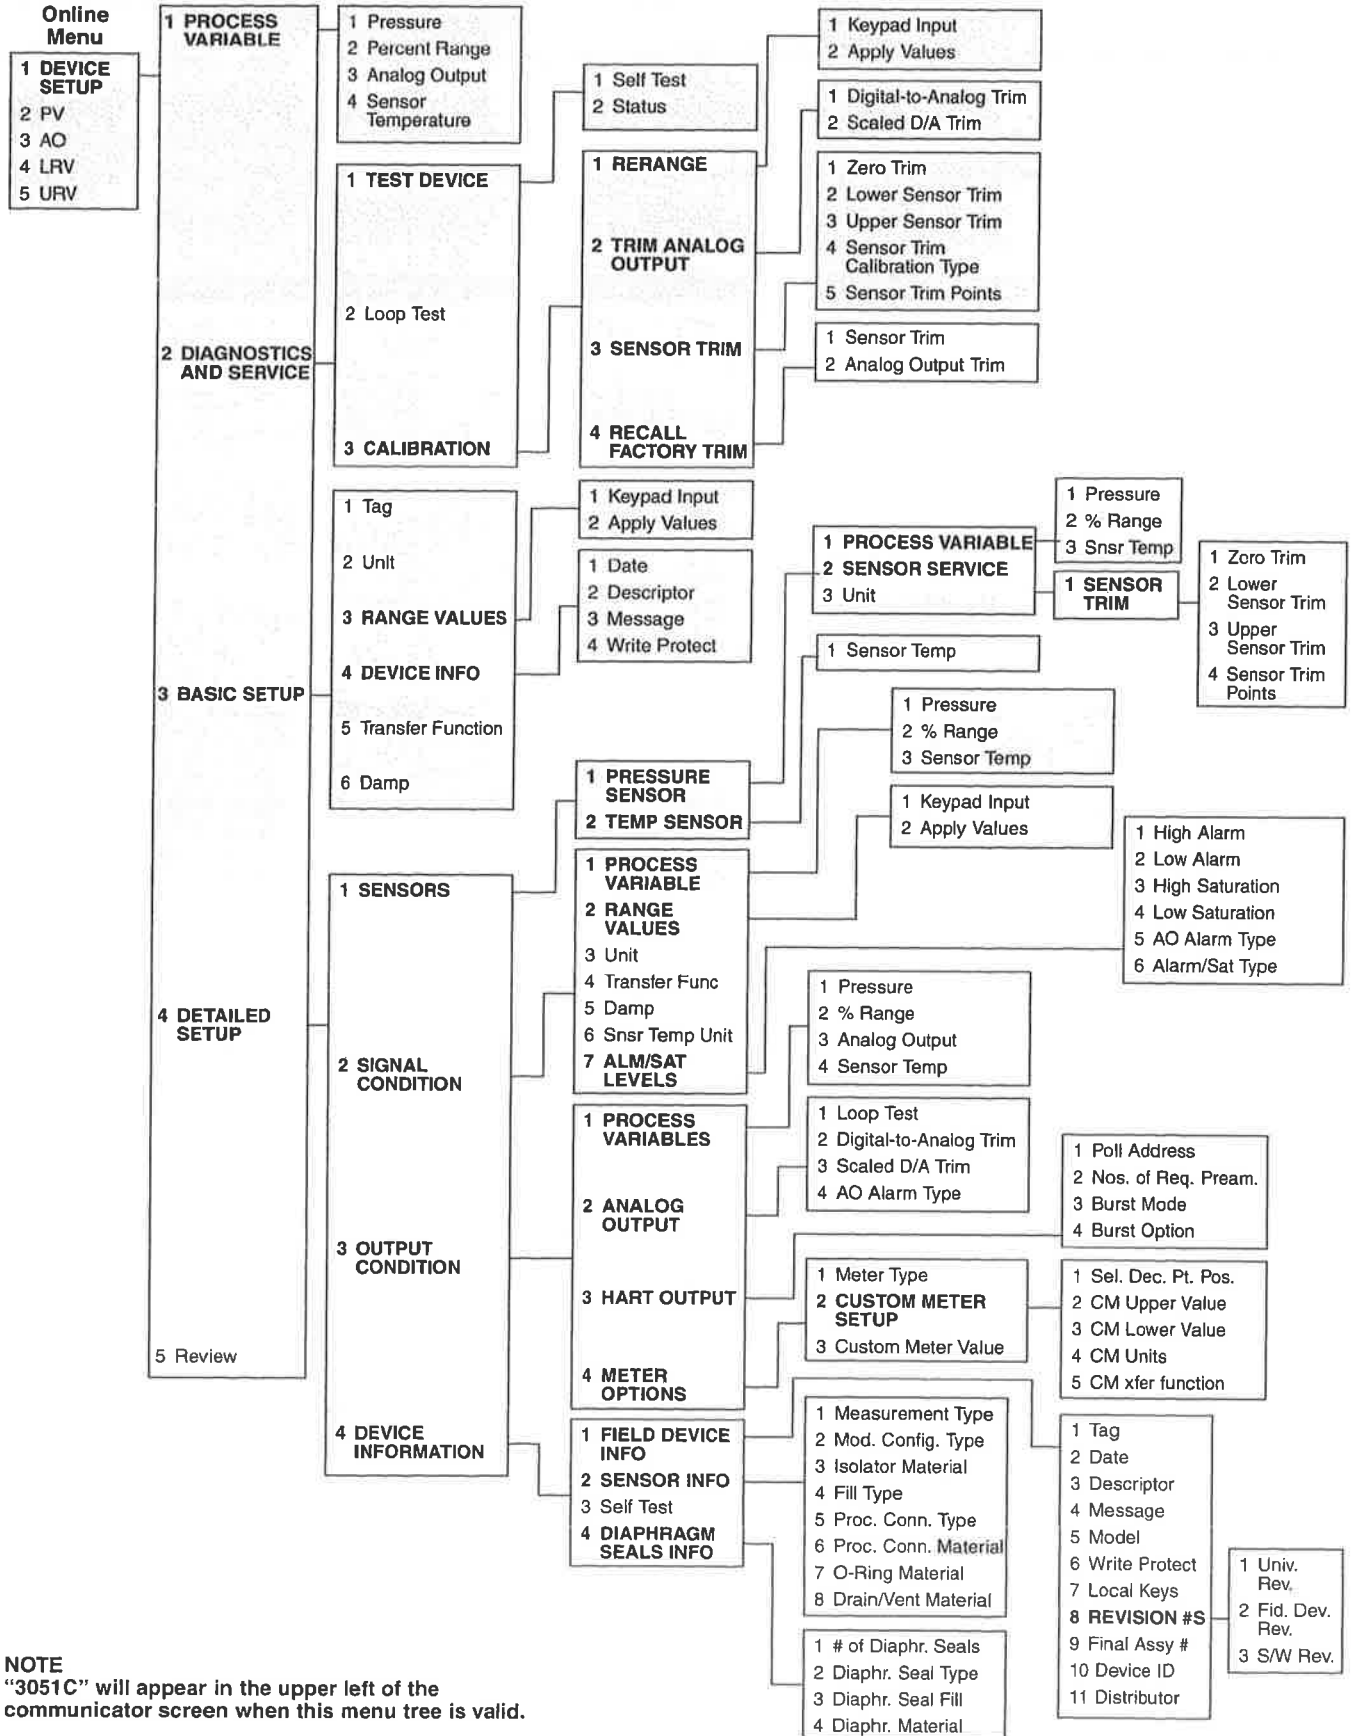 Online
Menu
1 DEVICE
SETUP
2 PV
3 AO
4 LRV
5 URV
1 PROCESS
VARIABLE
2 DIAGNOSTICS
AND SERVICE
3 BASIC SETUP
4 DETAILED
SETUP
5 Review
1 Pressure
2 Percent Range
3 Analog Output
4 Sensor
Temperature
1 TEST DEVICE
2 Loop Test
3 CALIBRATION
1 Self Test
2 Status
1 RERANGE
2 TRIM ANALOG
OUTPUT
3 SENSOR TRIM
4 RECALL
FACTORY TRIM
1 Keypad Input
2 Apply Values
1 Digital-to-Analog Trim
2 Scaled D/A Trim
1 Zero Trim
2 Lower Sensor Trim
3 Upper Sensor Trim
4 Sensor Trim
Calibration Type
5 Sensor Trim Points
1 Sensor Trim
2 Analog Output Trim
1 Tag
2 Unit
3 RANGE VALUES
4 DEVICE INFO
5 Transfer Function
6 Damp
1 Keypad Input
2 Apply Values
1 Date
2 Descriptor
3 Message
4 Write Protect
1 SENSORS
2 SIGNAL
CONDITION
3 OUTPUT
CONDITION
4 DEVICE
INFORMATION
1 PRESSURE
SENSOR
2 TEMP SENSOR
1 PROCESS VARIABLE
2 SENSOR SERVICE
3 Unit
1 Pressure
2 % Range
3 Snsr Temp
1 SENSOR
TRIM
1 Zero Trim
2 Lower
Sensor Trim
3 Upper
Sensor Trim
4 Sensor Trim
Points
1 Sensor Temp
1 PROCESS
VARIABLE
2 RANGE
VALUES
3 Unit
4 Transfer Func
5 Damp
6 Snsr Temp Unit
7 ALM/SAT
LEVELS
1 Pressure
2 % Range
3 Sensor Temp
1 Keypad Input
2 Apply Values
1 High Alarm
2 Low Alarm
3 High Saturation
4 Low Saturation
5 AO Alarm Type
6 Alarm/Sat Type
1 PROCESS
VARIABLES
2 ANALOG
OUTPUT
3 HART OUTPUT
4 METER
OPTIONS
1 Pressure
2 % Range
3 Analog Output
4 Sensor Temp
1 Loop Test
2 Digital-to-Analog Trim
3 Scaled D/A Trim
4 AO Alarm Type
1 Poll Address
2 Nos. of Req. Pream.
3 Burst Mode
4 Burst Option
1 Meter Type
2 CUSTOM METER
SETUP
3 Custom Meter Value
1 Sel. Dec. Pt. Pos.
2 CM Upper Value
3 CM Lower Value
4 CM Units
5 CM xfer function
1 FIELD DEVICE
INFO
2 SENSOR INFO
3 Self Test
4 DIAPHRAGM
SEALS INFO
1 Measurement Type
2 Mod. Config. Type
3 Isolator Material
4 Fill Type
5 Proc. Conn. Type
6 Proc. Conn. Material
7 O-Ring Material
8 Drain/Vent Material
1 Tag
2 Date
3 Descriptor
4 Message
5 Model
6 Write Protect
7 Local Keys
8 REVISION #S
9 Final Assy #
10 Device ID
11 Distributor
1 Univ.
Rev.
2 Fid. Dev.
Rev.
3 S/W Rev.
1 # of Diaphr. Seals
2 Diaphr. Seal Type
3 Diaphr. Seal Fill
4 Diaphr. Material
NOTE
“3051C” will appear in the upper left of the
communicator screen when this menu tree is valid.